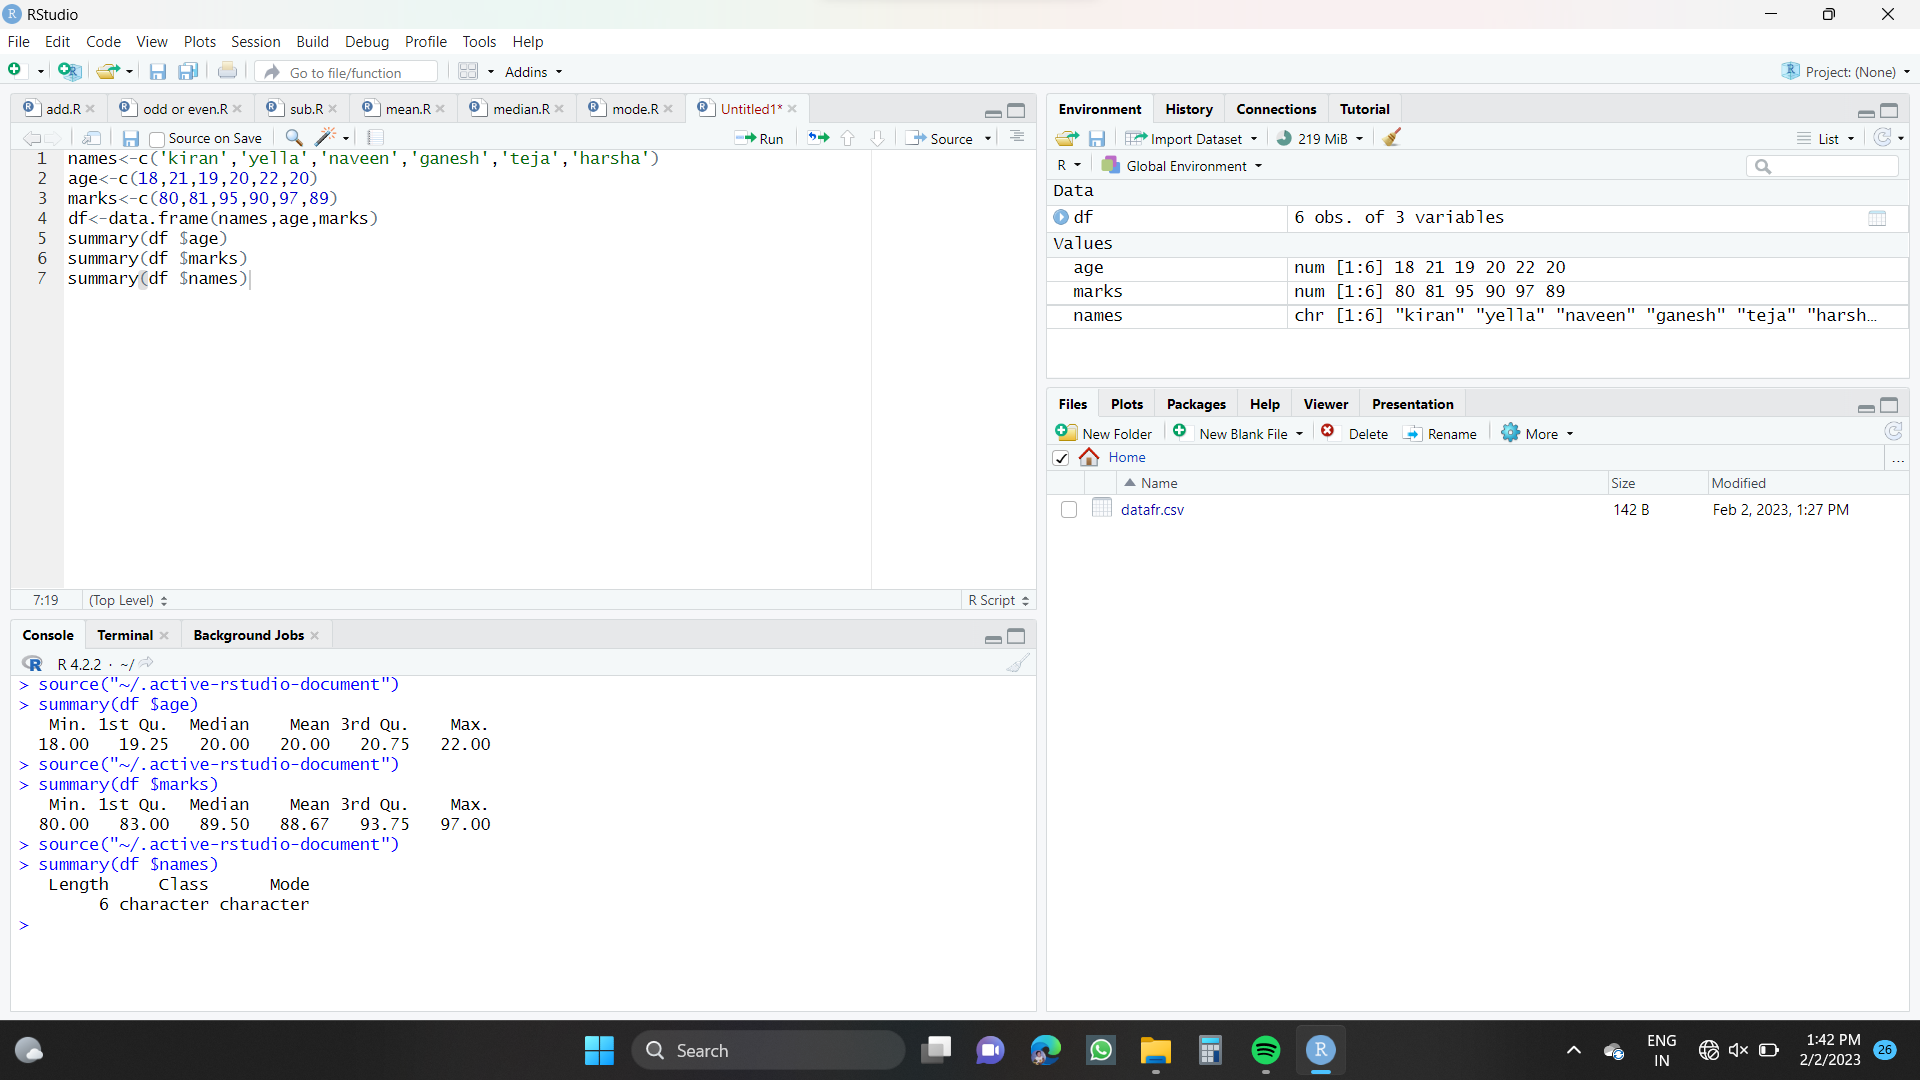 RStudio
File Edit Code View Plots Session Build Debug Profile Tools Help
Go to file/function Addins Project: (None)
add.R odd or even.R sub.R mean.R median.R mode.R Untitled1*
Source on Save Run Source
1 names<-c('kiran','yella','naveen','ganesh','teja','harsha')
2 age<-c(18,21,19,20,22,20)
3 marks<-c(80,81,95,90,97,89)
4 df<-data.frame(names,age,marks)
5 summary(df $age)
6 summary(df $marks)
7 summary(df $names)
7:19 (Top Level) R Script
Console Terminal Background Jobs
R 4.2.2 · ~/
> source("~/.active-rstudio-document")
> summary(df $age)
Min. 1st Qu. Median Mean 3rd Qu. Max.
18.00 19.25 20.00 20.00 20.75 22.00
> source("~/.active-rstudio-document")
> summary(df $marks)
Min. 1st Qu. Median Mean 3rd Qu. Max.
80.00 83.00 89.50 88.67 93.75 97.00
> source("~/.active-rstudio-document")
> summary(df $names)
Length Class Mode
6 character character
>
Environment History Connections Tutorial
Import Dataset 219 MiB List
R Global Environment
Data
df 6 obs. of 3 variables
Values
age num [1:6] 18 21 19 20 22 20
marks num [1:6] 80 81 95 90 97 89
names chr [1:6] "kiran" "yella" "naveen" "ganesh" "teja" "harsh…
Files Plots Packages Help Viewer Presentation
New Folder New Blank File Delete Rename More
Home ...
Name Size Modified
datafr.csv 142 B Feb 2, 2023, 1:27 PM
Search
ENG
IN
1:42 PM
2/2/2023
26